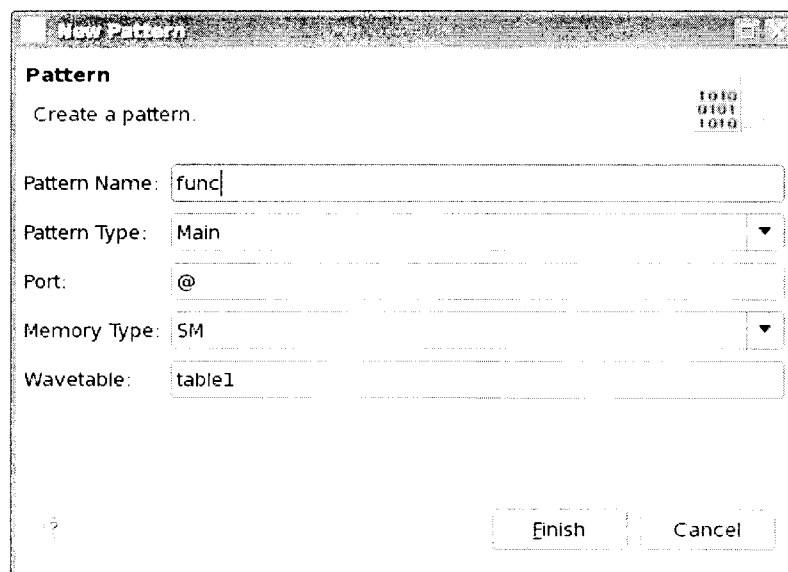 New Pattern
Pattern
Create a pattern.
1010
0101
1010
Pattern Name: func
Pattern Type: Main
Port: @
Memory Type: SM
Wavetable: table1
?
Finish Cancel